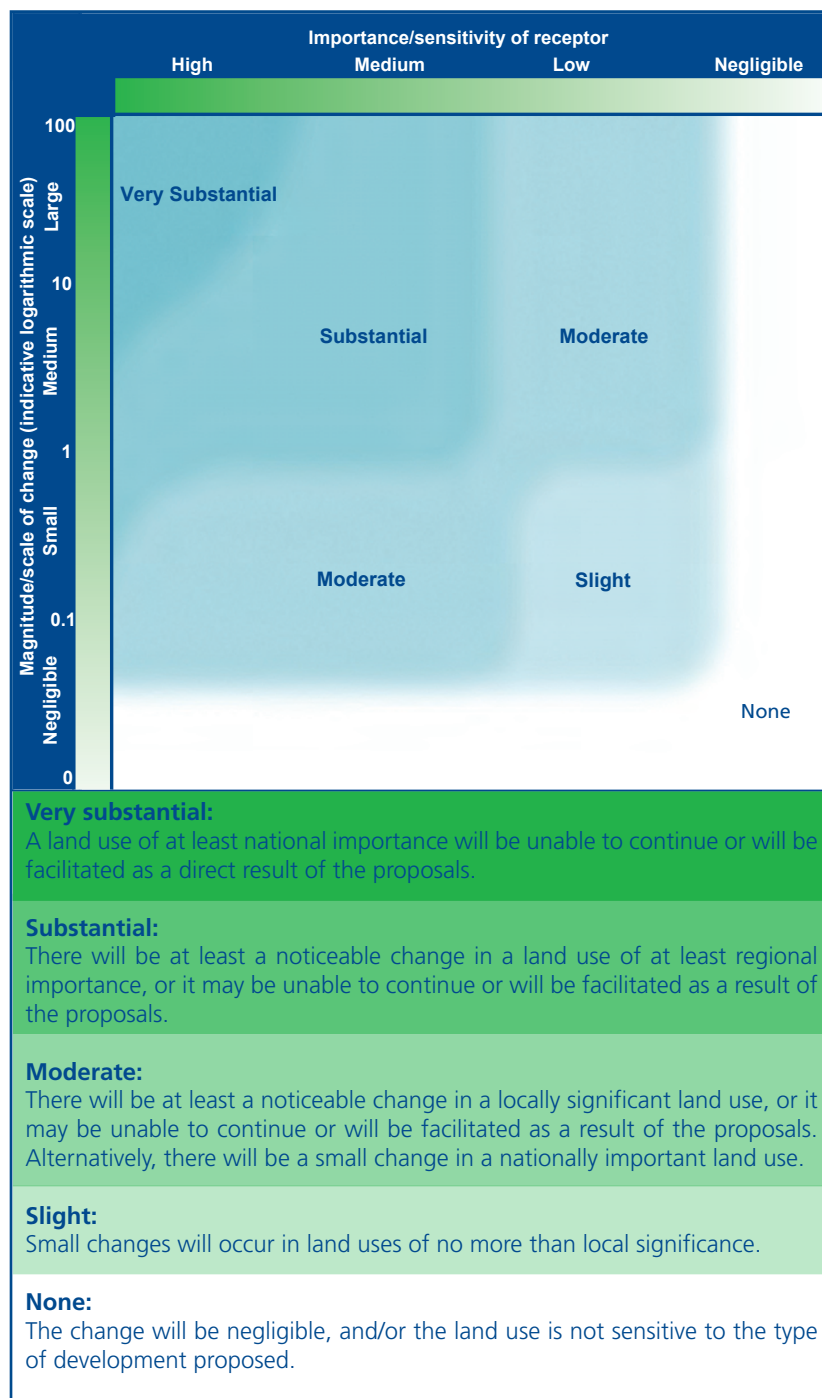 Importance/sensitivity of receptor
High Medium Low Negligible
Magnitude/scale of change (indicative logarithmic scale)
100
Large
10
Medium
1
Small
0.1
Negligible
0
Very Substantial
Substantial Moderate
Moderate Slight
None
Very substantial:
A land use of at least national importance will be unable to continue or will be
facilitated as a direct result of the proposals.
Substantial:
There will be at least a noticeable change in a land use of at least regional
importance, or it may be unable to continue or will be facilitated as a result of
the proposals.
Moderate:
There will be at least a noticeable change in a locally significant land use, or it
may be unable to continue or will be facilitated as a result of the proposals.
Alternatively, there will be a small change in a nationally important land use.
Slight:
Small changes will occur in land uses of no more than local significance.
None:
The change will be negligible, and/or the land use is not sensitive to the type
of development proposed.